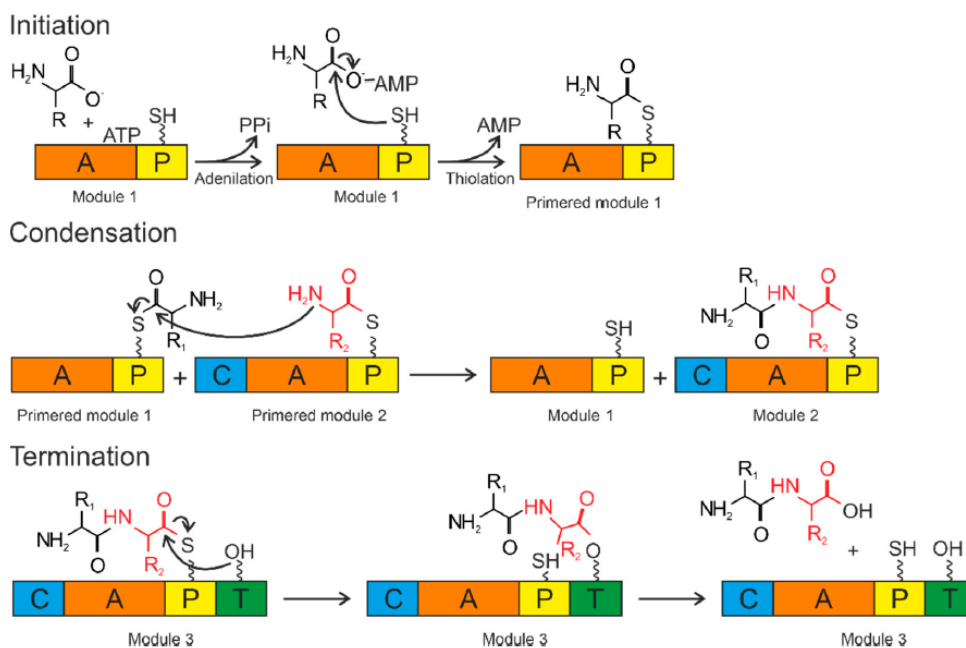 Initiation
H₂N O O⁻ R + ATP SH
A P
Module 1
PPi
Adenilation
H₂N O O⁻ AMP R SH
A P
Module 1
AMP
Thiolation
H₂N O R S
A P
Primered module 1
Condensation
O NH₂ S R₁
A P
Primered module 1
+
H₂N O S R₂
C A P
Primered module 2
SH
A P
Module 1
+
R₁ HN O NH₂ O R₂ S
C A P
Module 2
Termination
R₁ HN O NH₂ O R₂ S OH
C A P T
Module 3
R₁ HN O NH₂ O R₂ SH O
C A P T
Module 3
R₁ HN O NH₂ O R₂ OH
+
SH OH
C A P T
Module 3